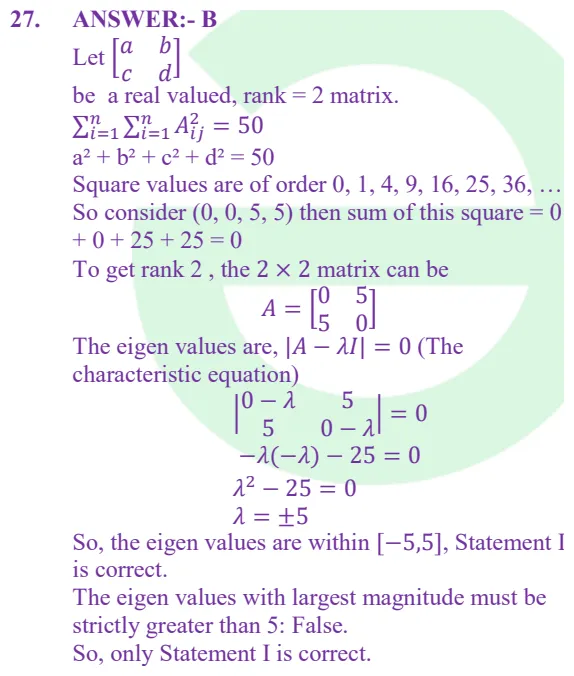 27. ANSWER:- B
Let [a b
c d]
be a real valued, rank = 2 matrix.
∑ⁿᵢ₌₁ ∑ⁿᵢ₌₁ A²ᵢⱼ = 50
a² + b² + c² + d² = 50
Square values are of order 0, 1, 4, 9, 16, 25, 36, …
So consider (0, 0, 5, 5) then sum of this square = 0
+ 0 + 25 + 25 = 0
To get rank 2 , the 2 × 2 matrix can be
A = [0 5
5 0]
The eigen values are, |A − λI| = 0 (The
characteristic equation)
|0 − λ 5
5 0 − λ| = 0
−λ(−λ) − 25 = 0
λ² − 25 = 0
λ = ±5
So, the eigen values are within [−5,5], Statement I
is correct.
The eigen values with largest magnitude must be
strictly greater than 5: False.
So, only Statement I is correct.